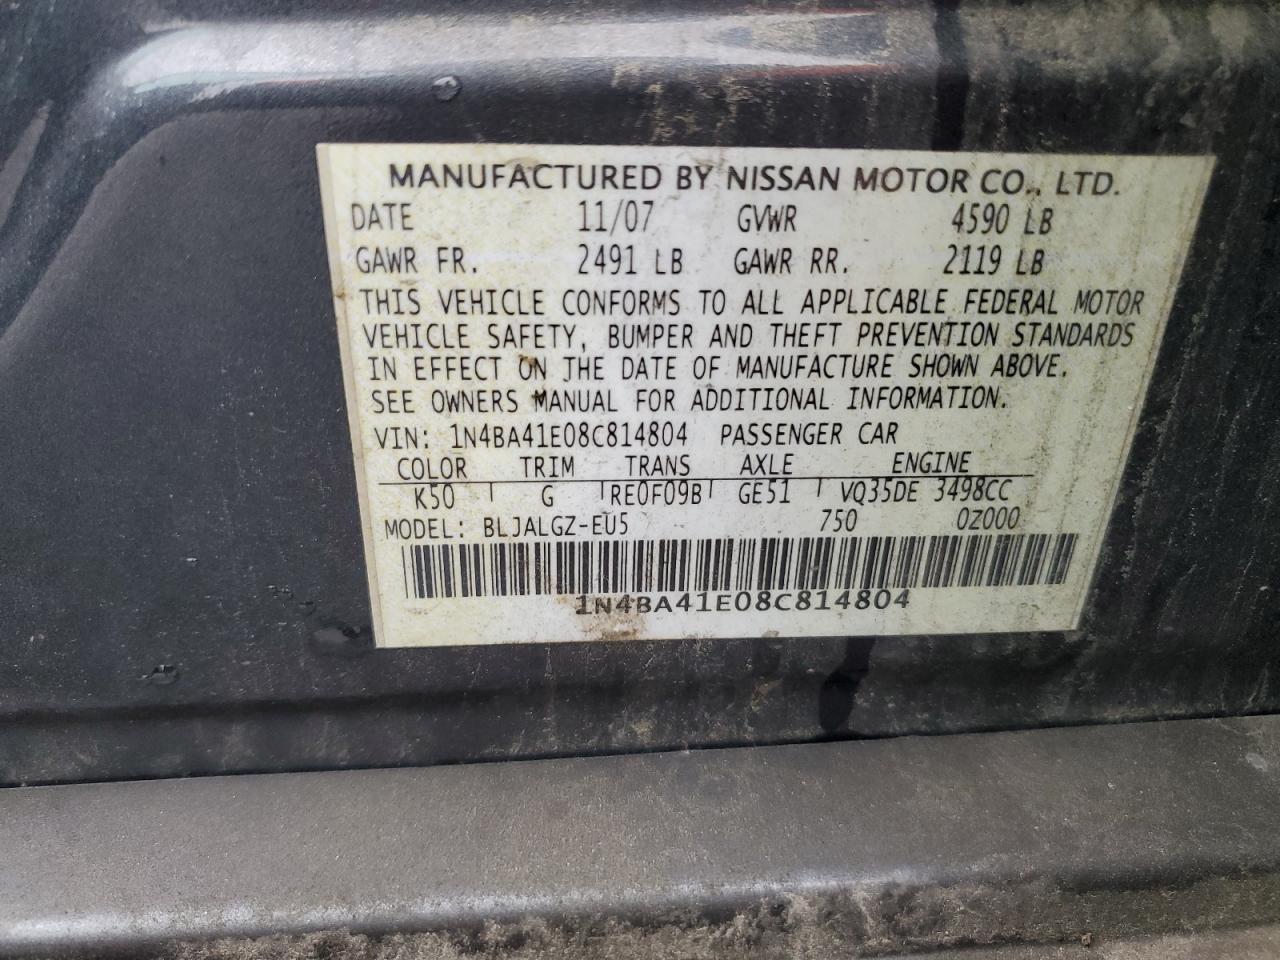 MANUFACTURED BY NISSAN MOTOR CO., LTD.
DATE 11/07 GVWR 4590 LB
GAWR FR. 2491 LB GAWR RR. 2119 LB
THIS VEHICLE CONFORMS TO ALL APPLICABLE FEDERAL MOTOR
VEHICLE SAFETY, BUMPER AND THEFT PREVENTION STANDARDS
IN EFFECT ON THE DATE OF MANUFACTURE SHOWN ABOVE.
SEE OWNERS MANUAL FOR ADDITIONAL INFORMATION.
VIN: 1N4BA41E08C814804 PASSENGER CAR
COLOR TRIM TRANS AXLE ENGINE
K50 G RE0F09B GE51 VQ35DE 3498CC
MODEL: BLJALGZ-EU5 750 0Z000
1N4BA41E08C814804